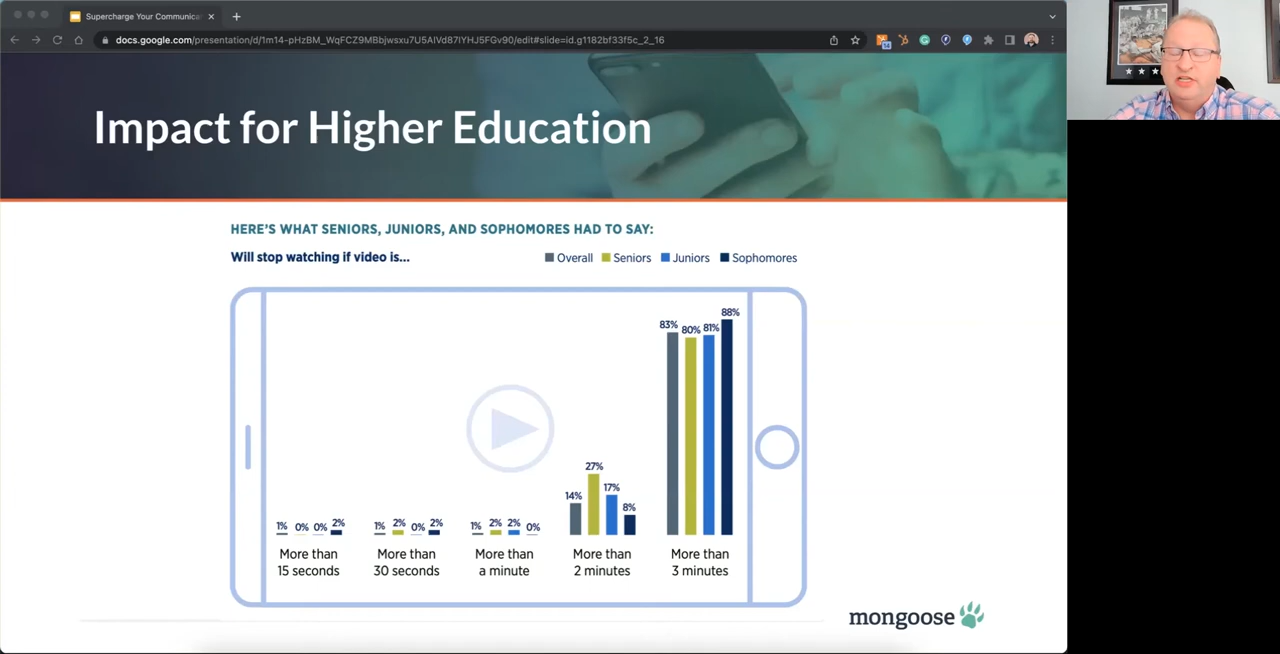 Supercharge Your Communica
docs.google.com/presentation/d/1m14-pHzBM_WqFCZ9MBbjwsxu7U5AIVd87IYHJ5FGv90/edit#slide=id.g1182bf33f5c_2_16
Impact for Higher Education
HERE'S WHAT SENIORS, JUNIORS, AND SOPHOMORES HAD TO SAY:
Will stop watching if video is...
Overall Seniors Juniors Sophomores
83% 80% 81% 88%
14% 27% 17% 8%
1% 0% 0% 2% 1% 2% 0% 2% 1% 2% 2% 0%
More than More than More than More than More than
15 seconds 30 seconds a minute 2 minutes 3 minutes
mongoose